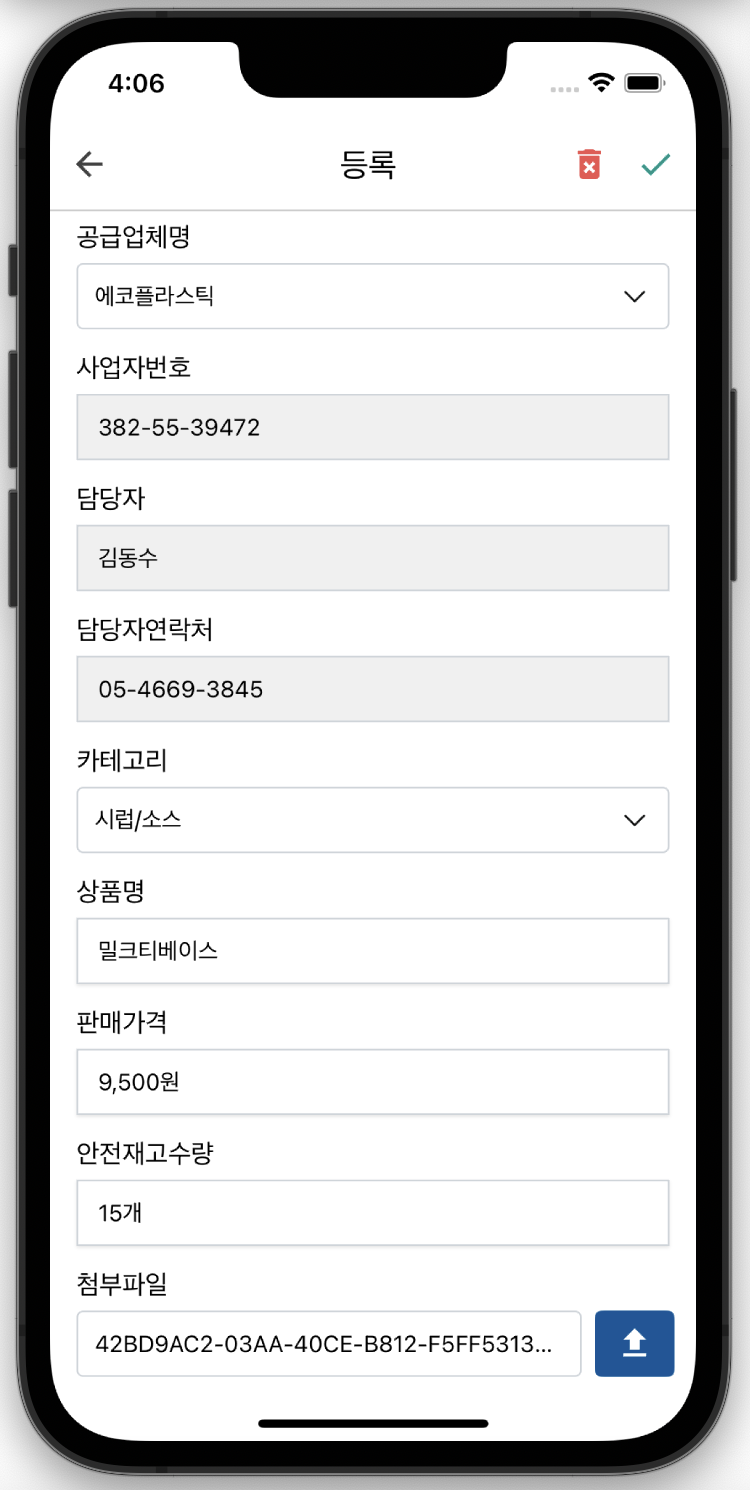 4:06
등록
공급업체명
에코플라스틱
사업자번호
382-55-39472
담당자
김동수
담당자연락처
05-4669-3845
카테고리
시럽/소스
상품명
밀크티베이스
판매가격
9,500원
안전재고수량
15개
첨부파일
42BD9AC2-03AA-40CE-B812-F5FF5313...